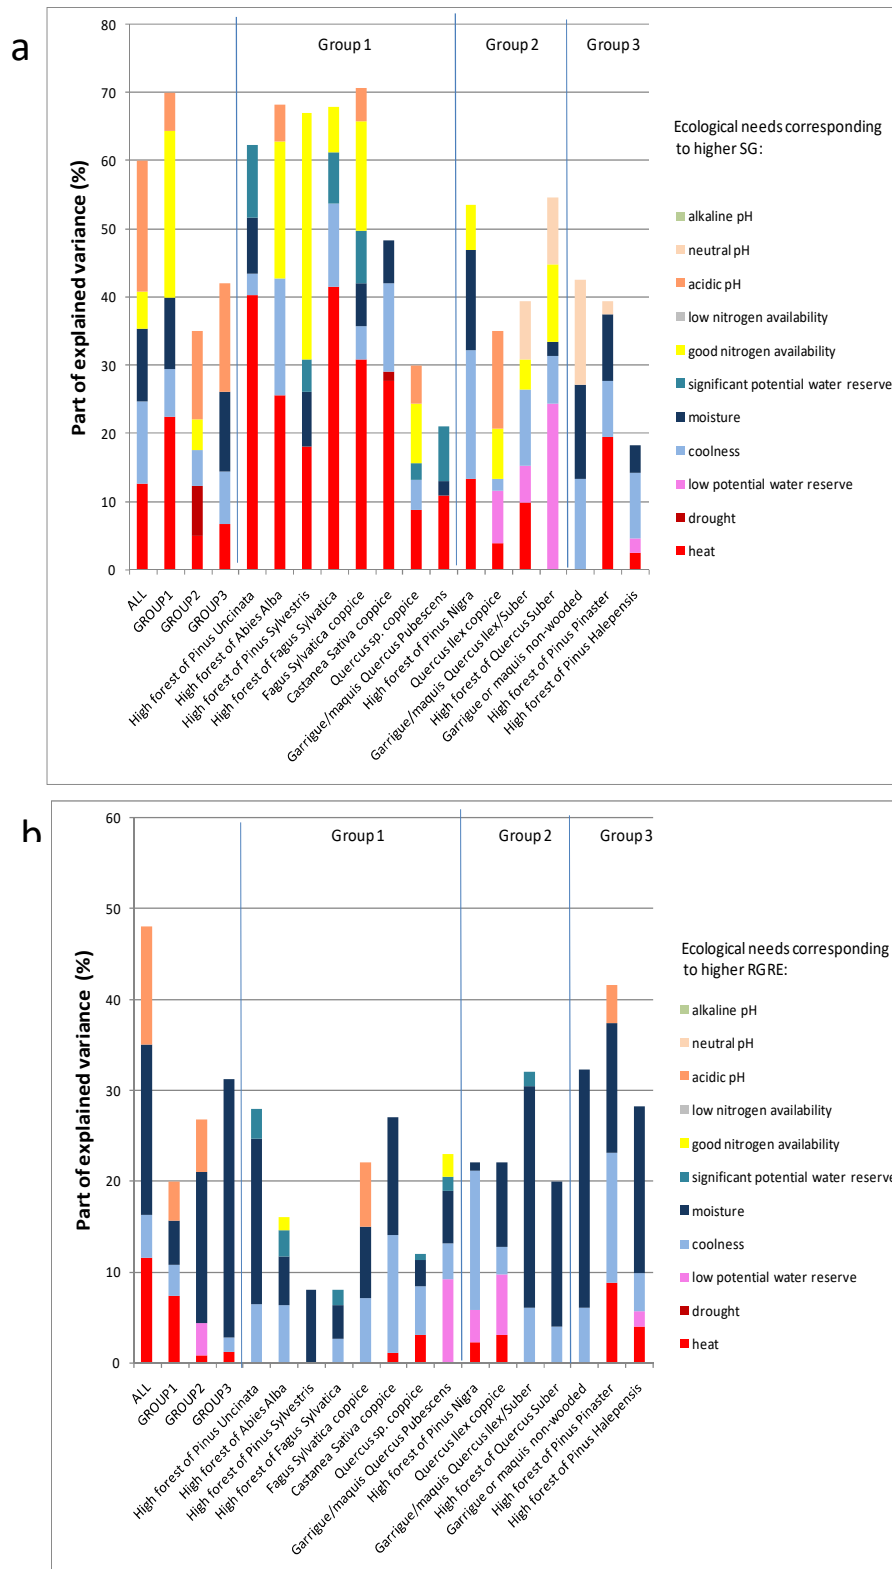 a
80
70
60
50
40
30
20
10
0
Part of explained variance (%)
Group 1
Group 2
Group 3
Ecological needs corresponding
to higher SG:
alkaline pH
neutral pH
acidic pH
low nitrogen availability
good nitrogen availability
significant potential water reserve
moisture
coolness
low potential water reserve
drought
heat
ALL
GROUP1
GROUP2
GROUP3
High forest of Pinus Uncinata
High forest of Abies Alba
High forest of Pinus Sylvestris
High forest of Fagus Sylvatica
Fagus Sylvatica coppice
Castanea Sativa coppice
Quercus sp. coppice
Garrigue/maquis Quercus Pubescens
High forest of Pinus Nigra
Quercus Ilex coppice
Garrigue/maquis Quercus Ilex/Suber
High forest of Quercus Suber
Garrigue or maquis non-wooded
High forest of Pinus Pinaster
High forest of Pinus Halepensis
b
60
50
40
30
20
10
0
Part of explained variance (%)
Group 1
Group 2
Group 3
Ecological needs corresponding
to higher RGRE:
alkaline pH
neutral pH
acidic pH
low nitrogen availability
good nitrogen availability
significant potential water reserve
moisture
coolness
low potential water reserve
drought
heat
ALL
GROUP1
GROUP2
GROUP3
High forest of Pinus Uncinata
High forest of Abies Alba
High forest of Pinus Sylvestris
High forest of Fagus Sylvatica
Fagus Sylvatica coppice
Castanea Sativa coppice
Quercus sp. coppice
Garrigue/maquis Quercus Pubescens
High forest of Pinus Nigra
Quercus Ilex coppice
Garrigue/maquis Quercus Ilex/Suber
High forest of Quercus Suber
Garrigue or maquis non-wooded
High forest of Pinus Pinaster
High forest of Pinus Halepensis